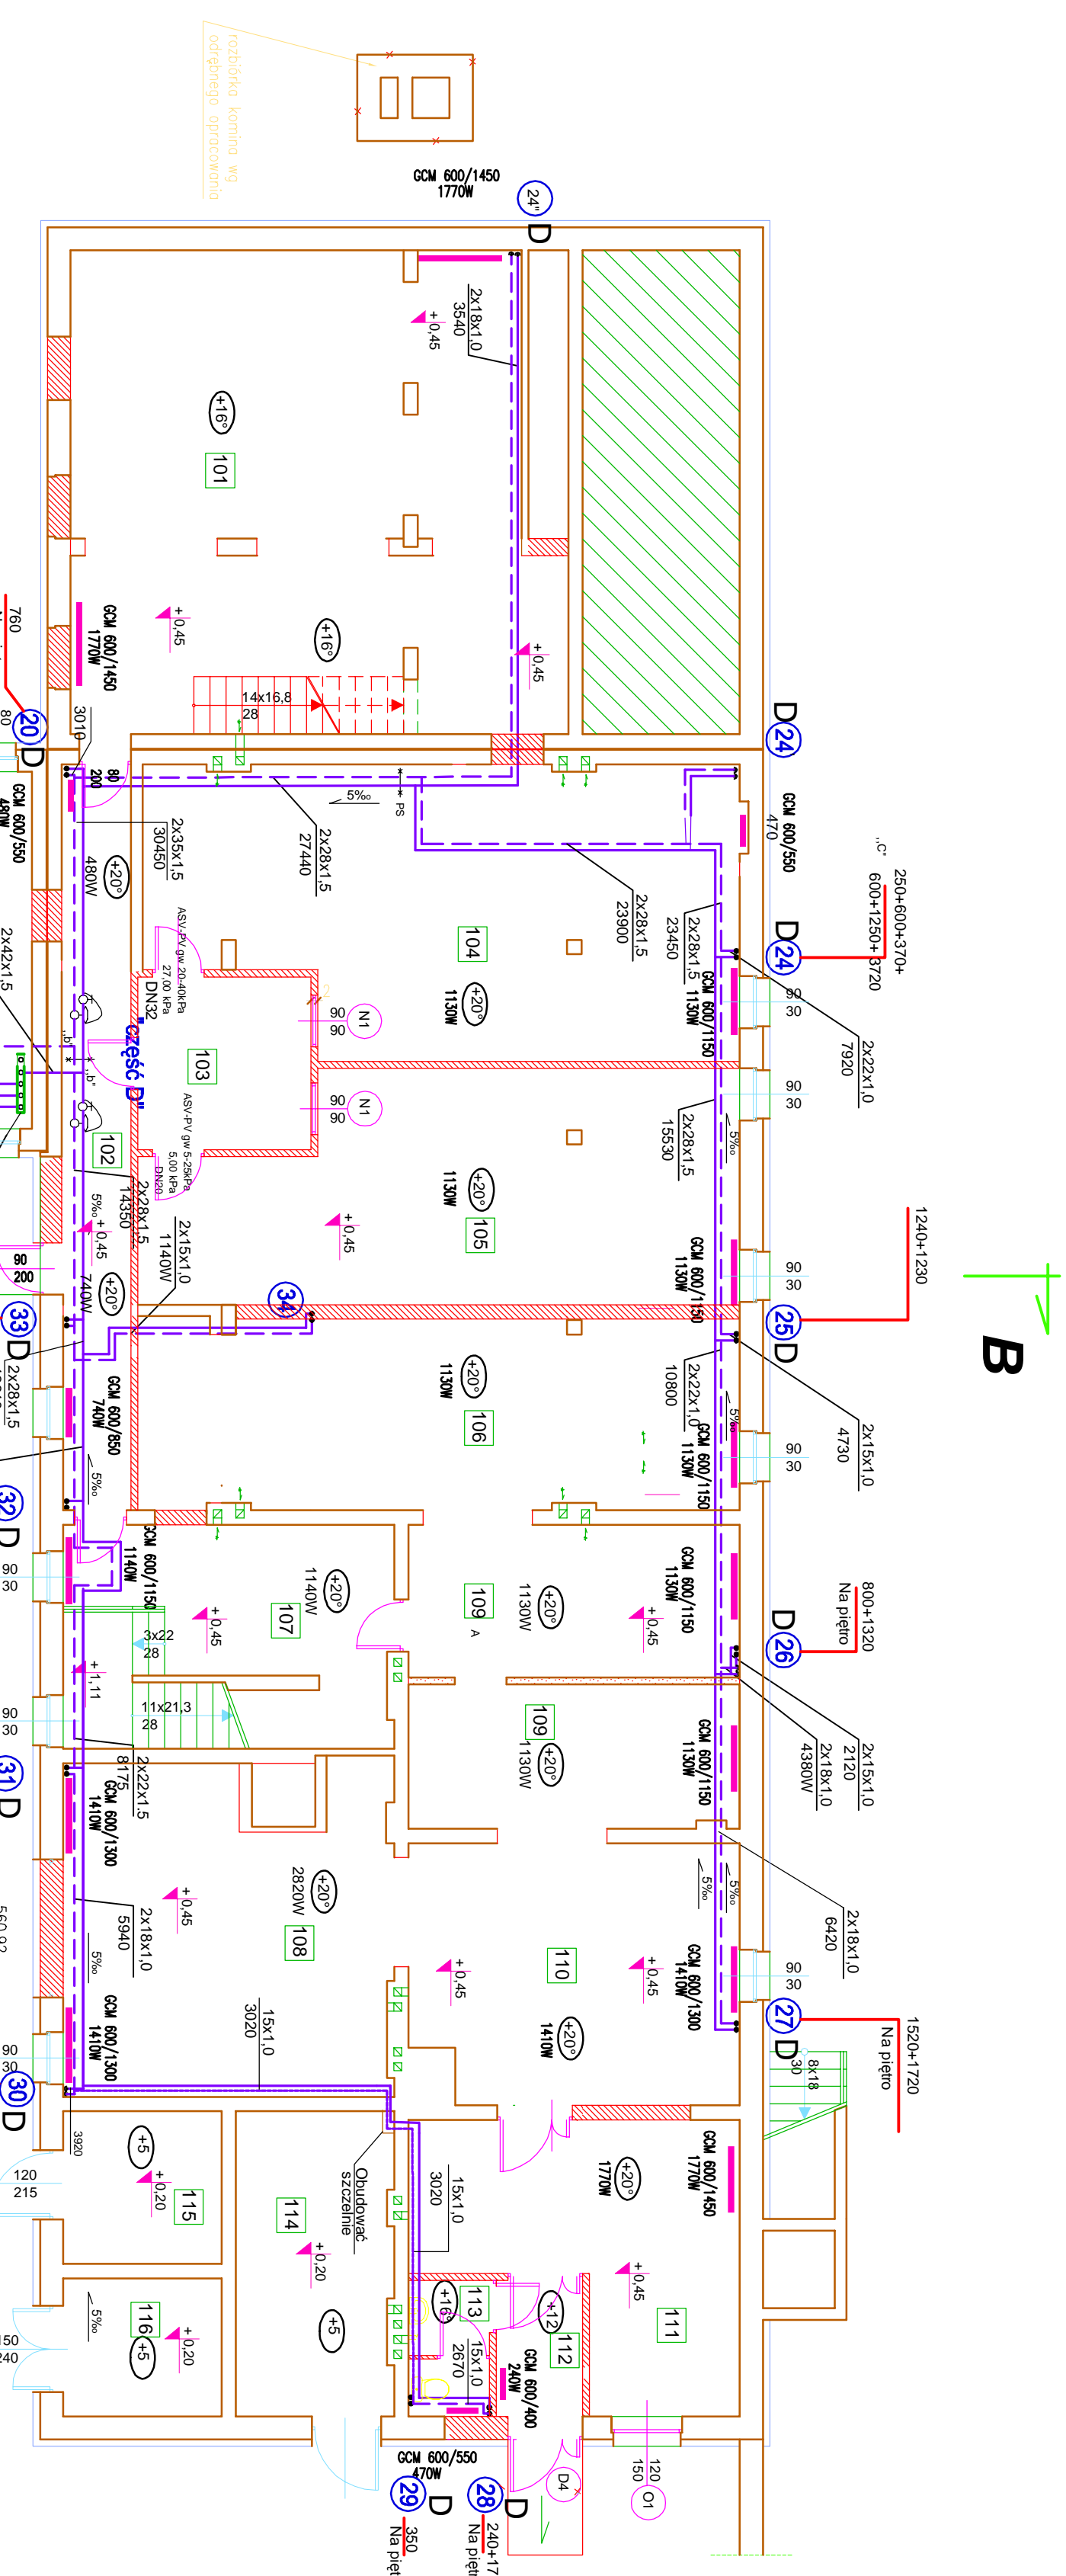 rozbiórka komina wg
odrębnego opracowania
GCM 600/1450
1770W
24"
D
2x18x1,0
3540
+ 0,45
+16°
101
GCM 600/1450
1770W
+ 0,45
+16°
+ 0,45
14x16,8
28
760
80
20
D
3010
80
200
GCM 600/550
480W
480W
+20°
2x35x1,5
30450
2x28x1,5
27440
5‰
PS
D
24
GCM 600/550
470
„C"
250+600+370+
600+1250+ 3720
D
24
2x28x1,5
23900
2x28x1,5
23450
GCM 600/1150
1130W
90
30
2x22x1,0
7920
104
+20°
1130W
ASV-PV gw 20-40kPa
27,00 kPa
DN32
N1
90
90
2
103
"część D"
„b"
„b"
2x42x1,5
N1
90
90
90
30
5‰
2x28x1,5
15530
ASV-PV gw 5-25kPa
5,00 kPa
DN20
102
2x28x1,5
14350
5‰
+ 0,45
2x15x1,0
1140W
+20°
740W
90
200
33
D
2x28x1,5
+20°
1130W
105
+ 0,45
34
GCM 600/1150
1130W
90
30
1240+1230
25
D
B
2x22x1,0
10800
5‰
2x15x1,0
4730
90
30
GCM 600/1150
1130W
+20°
1130W
106
GCM 600/850
740W
5‰
32
D
90
30
GCM 600/1150
1140W
+20°
1140W
107
+ 0,45
3x22
28
+ 1,11
11x21,3
28
109
A
+20°
1130W
GCM 600/1150
1130W
+ 0,45
800+1320
Na piętro
D
26
2x15x1,0
2120
2x18x1,0
4380W
109
+20°
1130W
GCM 600/1150
1130W
90
30
31
D
2x22x1.5
8175
GCM 600/1300
1410W
+20°
2820W
108
+ 0,45
2x18x1,0
5940
5‰
560,92
5‰
5‰
2x18x1,0
6420
110
+ 0,45
+ 0,45
GCM 600/1300
1410W
90
30
27
D
1520+1720
Na piętro
8x18
30
+20°
1410W
15x1,0
3020
GCM 600/1300
1410W
90
30
30
D
3920
120
215
+5
+ 0,20
115
114
+ 0,20
Obudować
szczelnie
15x1,0
3020
+20°
1770W
GCM 600/1450
1770W
+ 0,45
111
113
+16°
+12
112
15x1,0
2670
GCM 600/400
240W
+5
116
+5
+ 0,20
5‰
150
240
GCM 600/550
470W
29
D
350
28
D
D4
120
150
O1